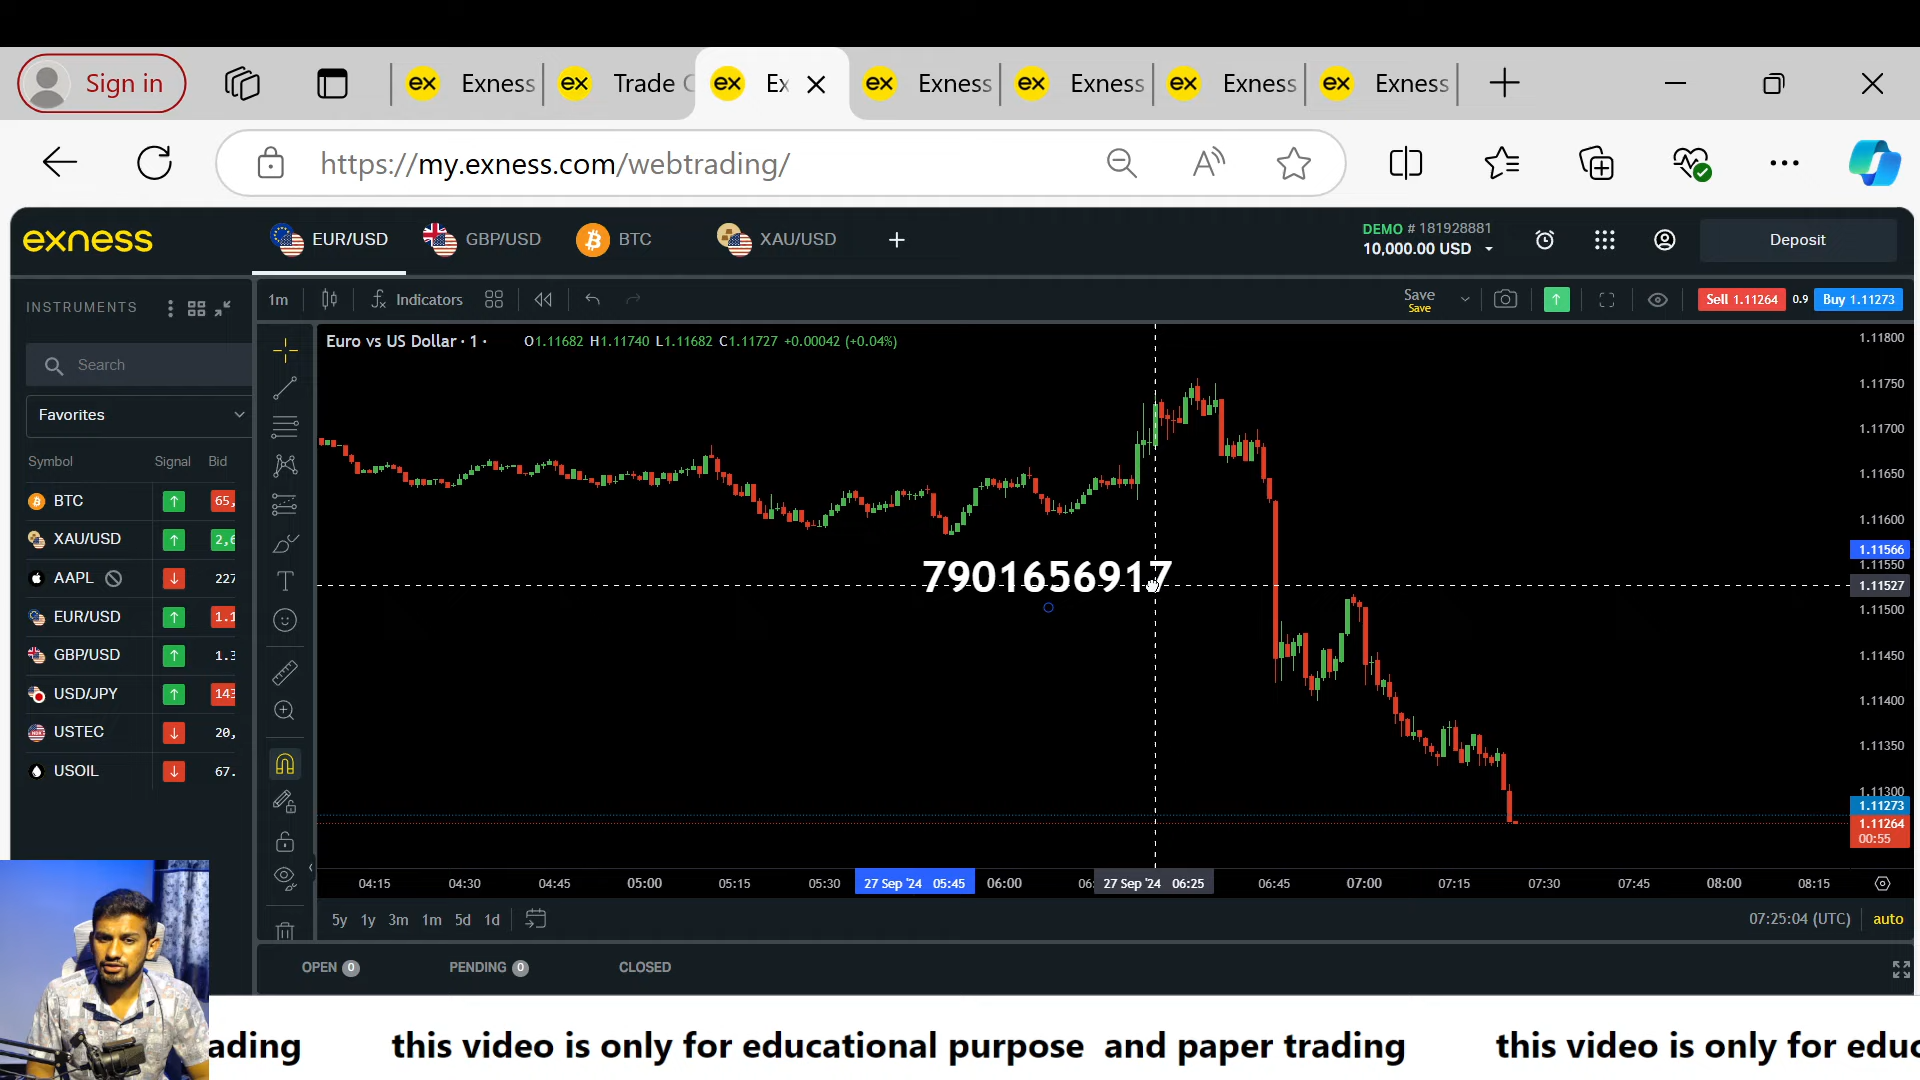 Sign in
Exness
Trade
Ex
Exness
Exness
Exness
Exness
https://my.exness.com/webtrading/
exness
EUR/USD
GBP/USD
BTC
XAU/USD
DEMO # 181928881
10,000.00 USD
Deposit
INSTRUMENTS
1m
Indicators
Save
Save
Sell 1.11264
0.9
Buy 1.11273
Search
Favorites
Symbol Signal Bid
BTC 65,
XAU/USD
AAPL 227
EUR/USD 1.1
GBP/USD
USD/JPY 143
USTEC 20,
USOIL 67.
Euro vs US Dollar · 1 ·
O1.11682 H1.11740 L1.11682 C1.11727 +0.00042 (+0.04%)
7901656917
1.11800
1.11750
1.11700
1.11650
1.11600
1.11566
1.11550
1.11527
1.11500
1.11450
1.11400
1.11350
1.11300
1.11273
1.11264
00:55
04:15 04:30 04:45 05:00 05:15 05:30 27 Sep '24 05:45 06:00 27 Sep '24 06:25 06:45 07:00 07:15 07:30 07:45 08:00 08:15
5y 1y 3m 1m 5d 1d
07:25:04 (UTC)
auto
OPEN 0
PENDING 0
CLOSED
ading this video is only for educational purpose and paper trading this video is only for educ